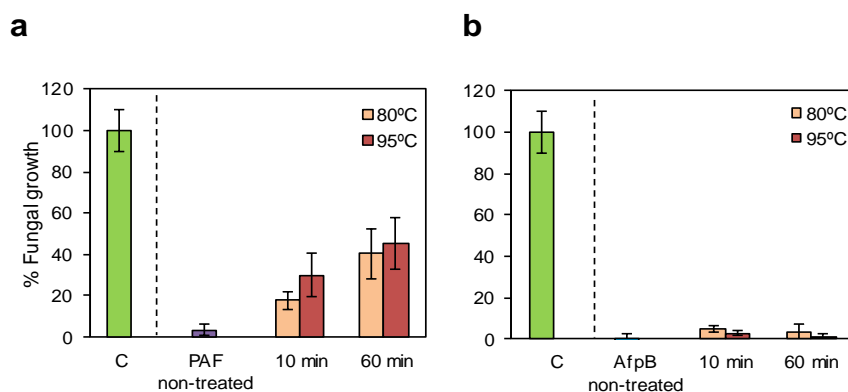 a
% Fungal growth
120
100
80
60
40
20
0
80ºC
95ºC
C
PAF
non-treated
10 min
60 min
b
120
100
80
60
40
20
0
80ºC
95ºC
C
AfpB
non-treated
10 min
60 min